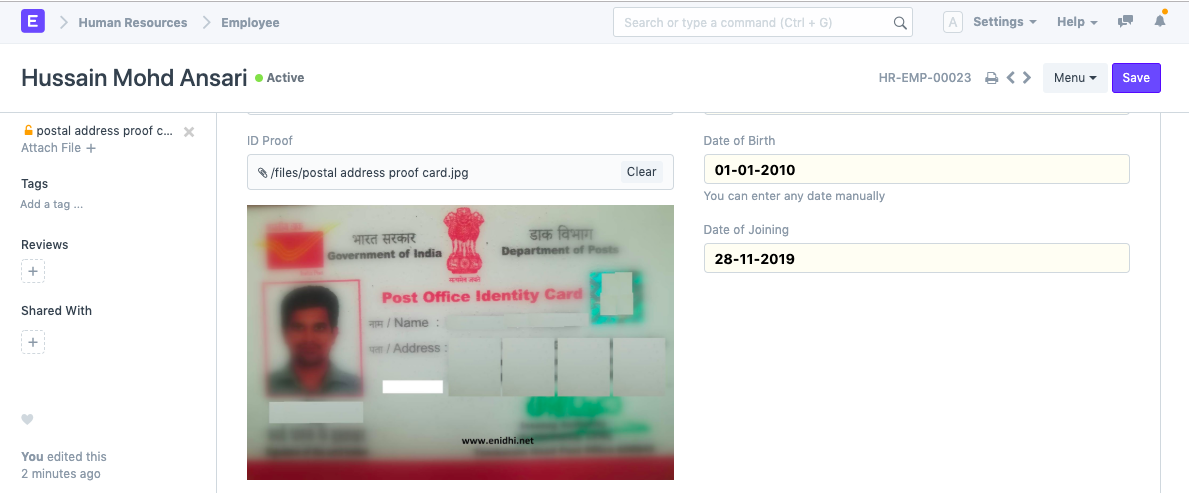 E Human Resources Employee
Search or type a command (Ctrl + G)
A Settings Help
Hussain Mohd Ansari Active
HR-EMP-00023 Menu Save
postal address proof c...
Attach File +
Tags
Add a tag ...
Reviews
+
Shared With
+
You edited this
2 minutes ago
ID Proof
/files/postal address proof card.jpg Clear
भारत सरकार
Government of India
डाक विभाग
Department of Posts
सत्यमेव जयते
Post Office Identity Card
नाम / Name :
पता / Address :
www.enidhi.net
Date of Birth
01-01-2010
You can enter any date manually
Date of Joining
28-11-2019